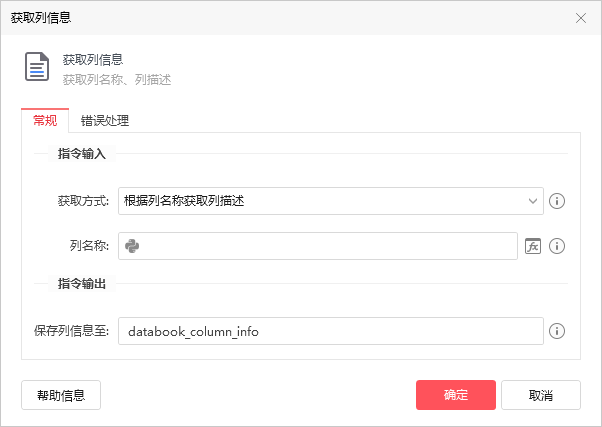 获取列信息
获取列信息
获取列名称、列描述
常规 错误处理
指令输入
获取方式: 根据列名称获取列描述
列名称: fx
指令输出
保存列信息至: databook_column_info
帮助信息 确定 取消